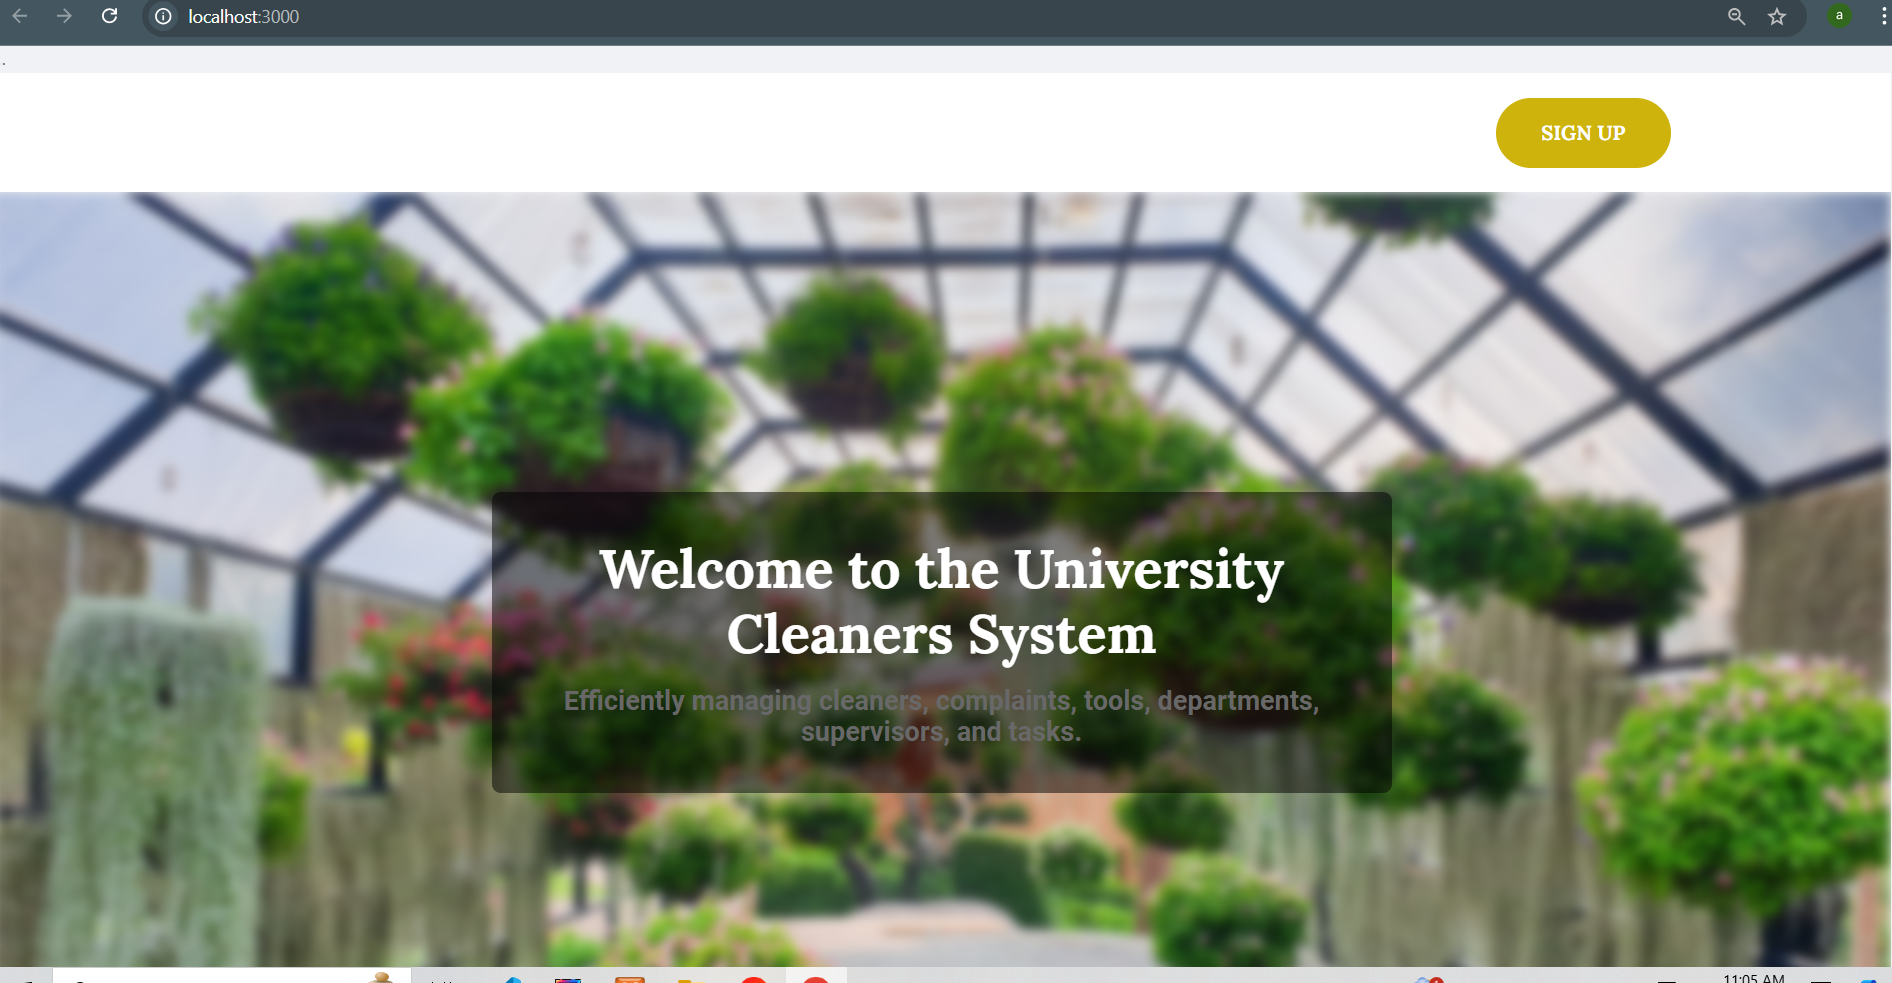 localhost:3000
a
..
SIGN UP
Welcome to the University
Cleaners System
Efficiently managing cleaners, complaints, tools, departments,
supervisors, and tasks.
11:05 AM